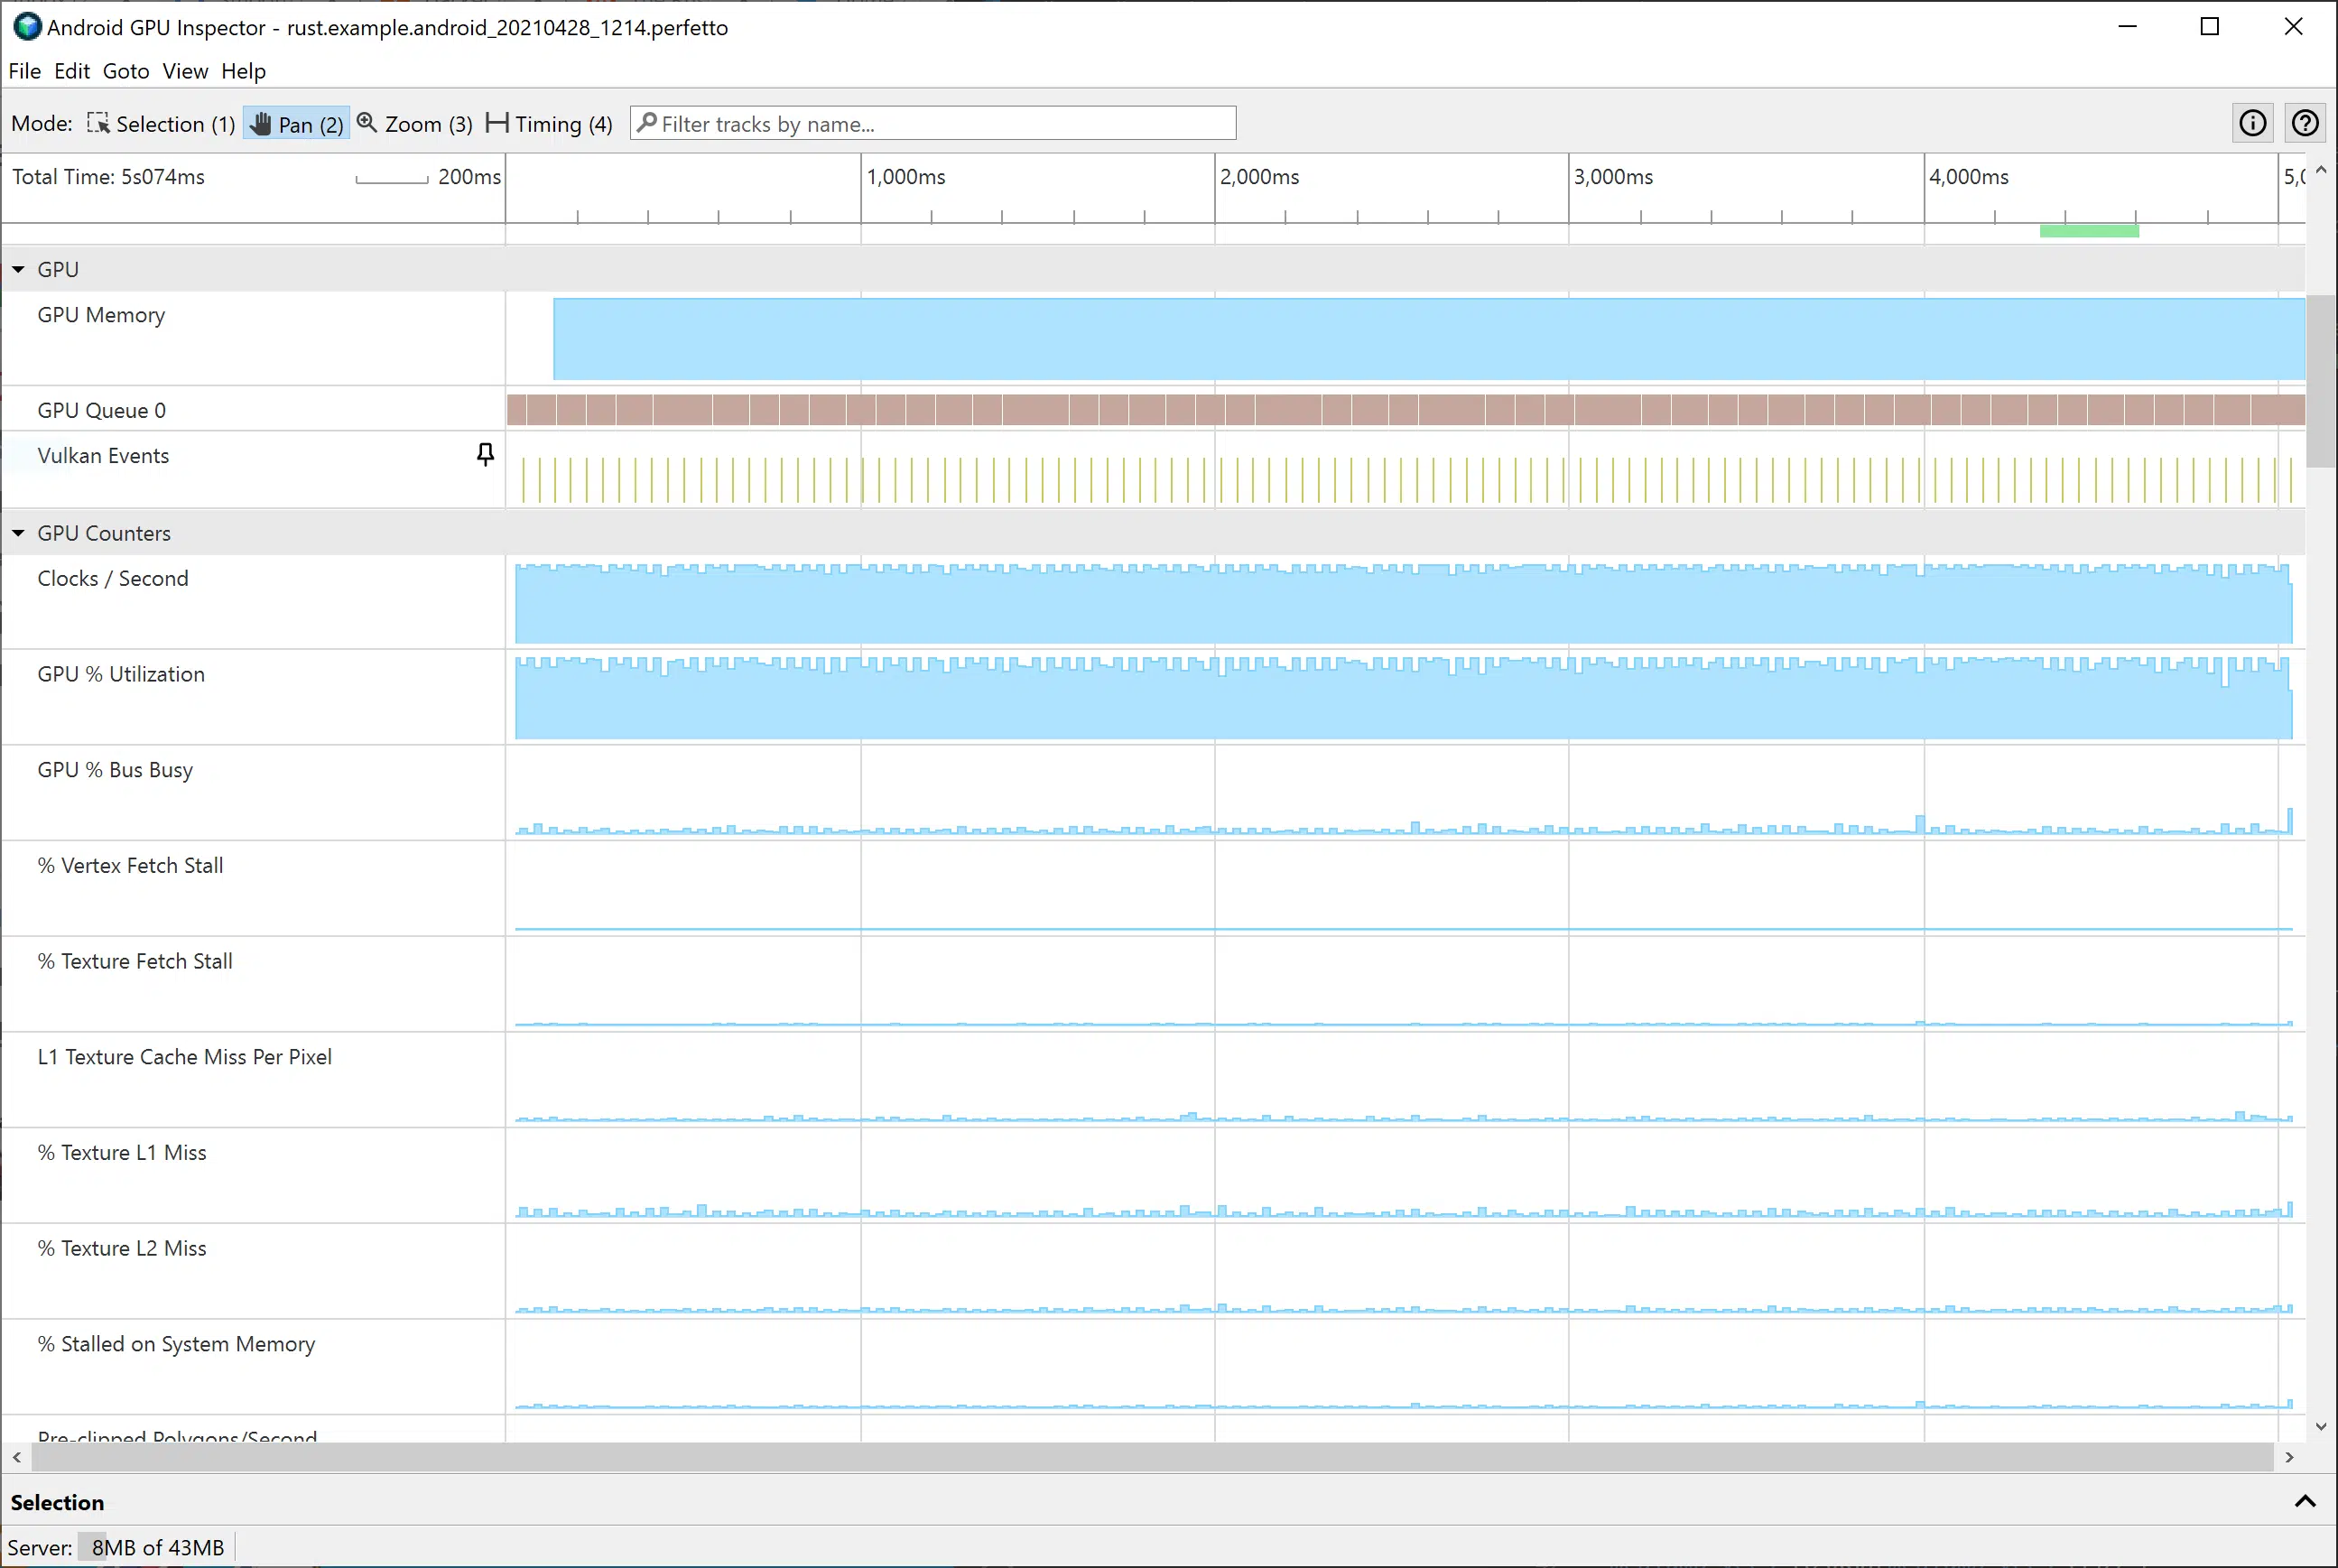 Android GPU Inspector - rust.example.android_20210428_1214.perfetto
File Edit Goto View Help
Mode: Selection (1) Pan (2) Zoom (3) Timing (4) Filter tracks by name...
Total Time: 5s074ms 200ms 1,000ms 2,000ms 3,000ms 4,000ms
GPU
GPU Memory
GPU Queue 0
Vulkan Events
GPU Counters
Clocks / Second
GPU % Utilization
GPU % Bus Busy
% Vertex Fetch Stall
% Texture Fetch Stall
L1 Texture Cache Miss Per Pixel
% Texture L1 Miss
% Texture L2 Miss
% Stalled on System Memory
Pre-clipped Polygons/Second
Selection
Server: 8MB of 43MB